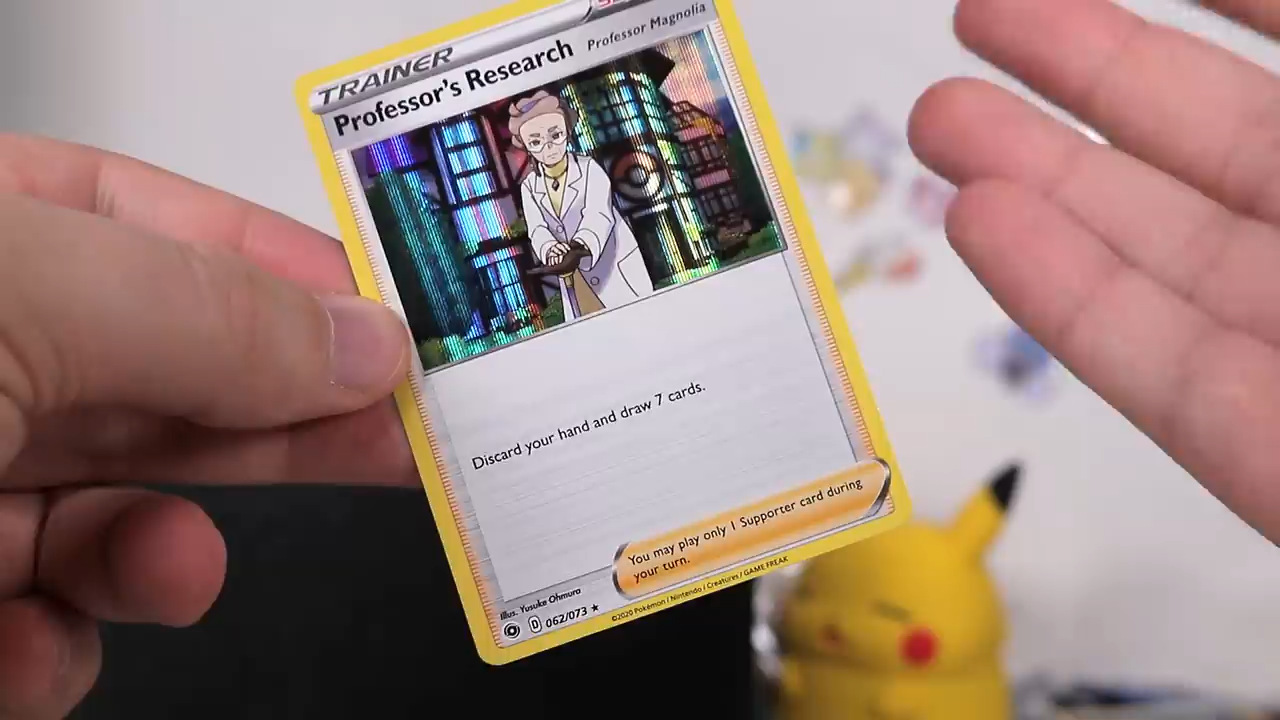 TRAINER
Professor's Research Professor Magnolia
Discard your hand and draw 7 cards.
You may play only 1 Supporter card during
your turn.
Illus. Yusuke Ohmura
D 062/073 ★
©2020 Pokémon / Nintendo / Creatures / GAME FREAK